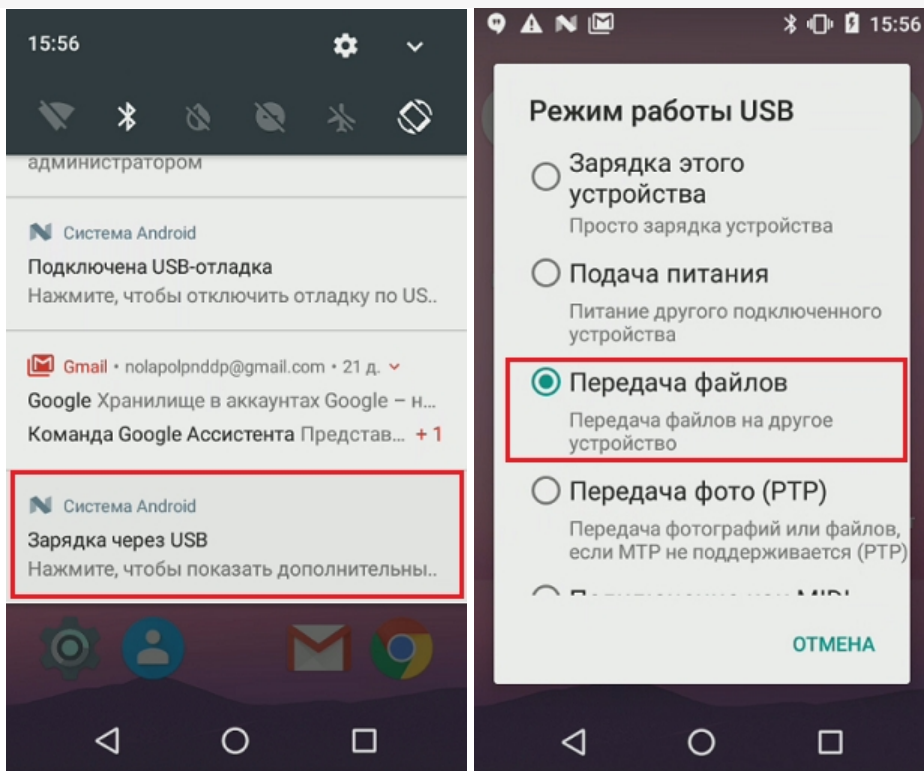 15:56
администратором
Система Android
Подключена USB-отладка
Нажмите, чтобы отключить отладку по US..
Gmail • nolapolpnddp@gmail.com • 21 д.
Google Хранилище в аккаунтах Google – н...
Команда Google Ассистента Представ... + 1
Система Android
Зарядка через USB
Нажмите, чтобы показать дополнительны..
15:56
Режим работы USB
Зарядка этого
устройства
Просто зарядка устройства
Подача питания
Питание другого подключенного
устройства
Передача файлов
Передача файлов на другое
устройство
Передача фото (PTP)
Передача фотографий или файлов,
если MTP не поддерживается (PTP)
ОТМЕНА